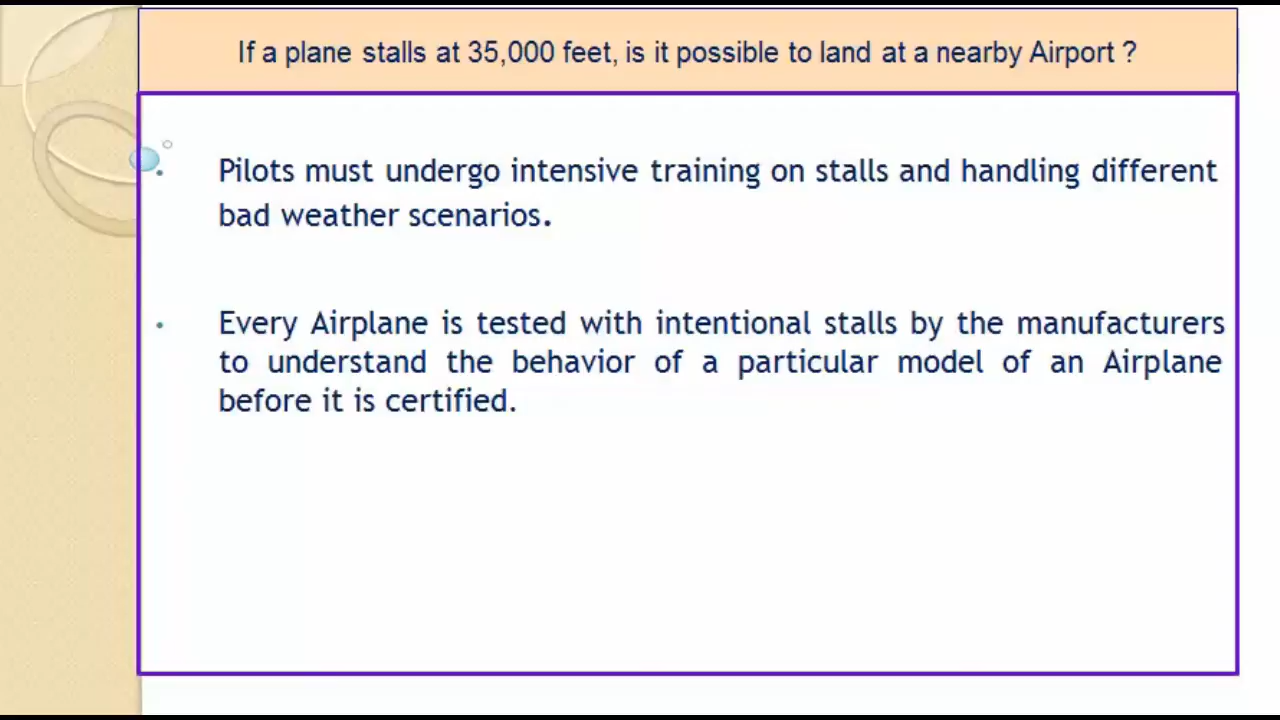 If a plane stalls at 35,000 feet, is it possible to land at a nearby Airport ?
• Pilots must undergo intensive training on stalls and handling different
bad weather scenarios.
• Every Airplane is tested with intentional stalls by the manufacturers
to understand the behavior of a particular model of an Airplane
before it is certified.